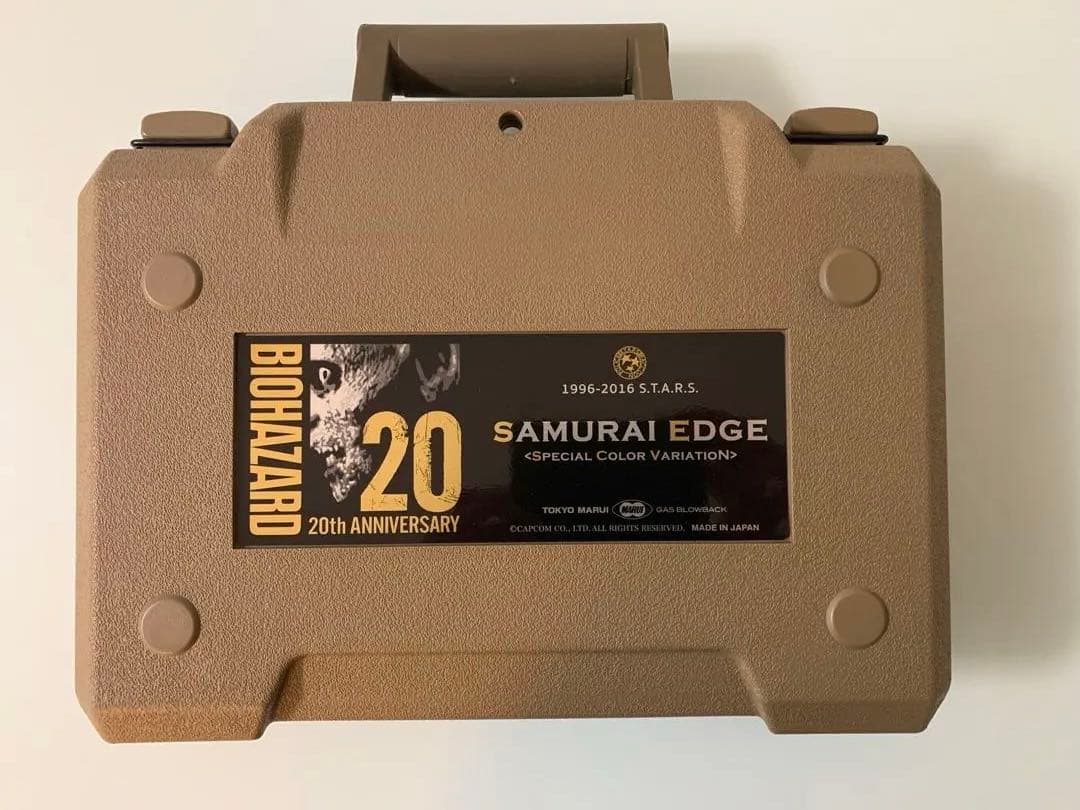 BIOHAZARD
20
20th ANNIVERSARY
1996-2016 S.T.A.R.S.
SAMURAI EDGE
<SPECIAL COLOR VARIATION>
TOKYO MARUI MARUI GAS BLOWBACK
©CAPCOM CO., LTD. ALL RIGHTS RESERVED. MADE IN JAPAN